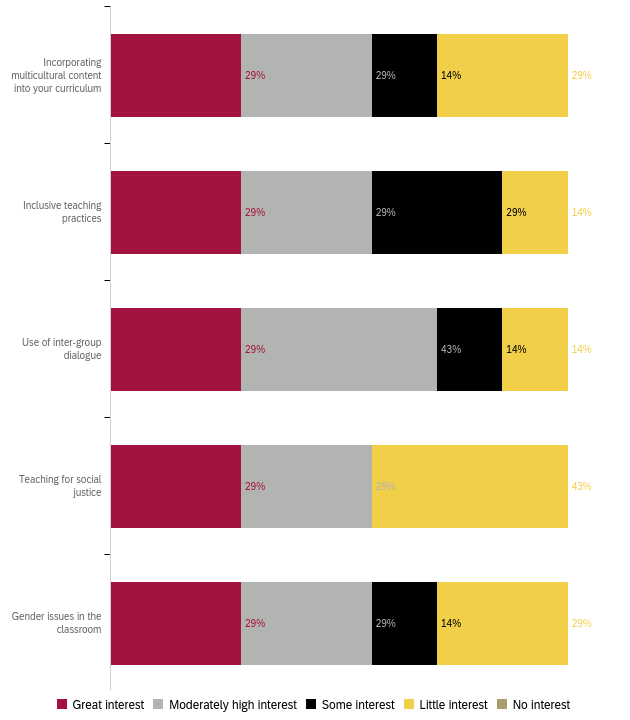 Incorporating
multicultural content
into your curriculum
29%
29%
14%
29%
Inclusive teaching
practices
29%
29%
29%
14%
Use of inter-group
dialogue
29%
43%
14%
14%
Teaching for social
justice
29%
29%
43%
Gender issues in the
classroom
29%
29%
14%
29%
Great interest
Moderately high interest
Some interest
Little interest
No interest